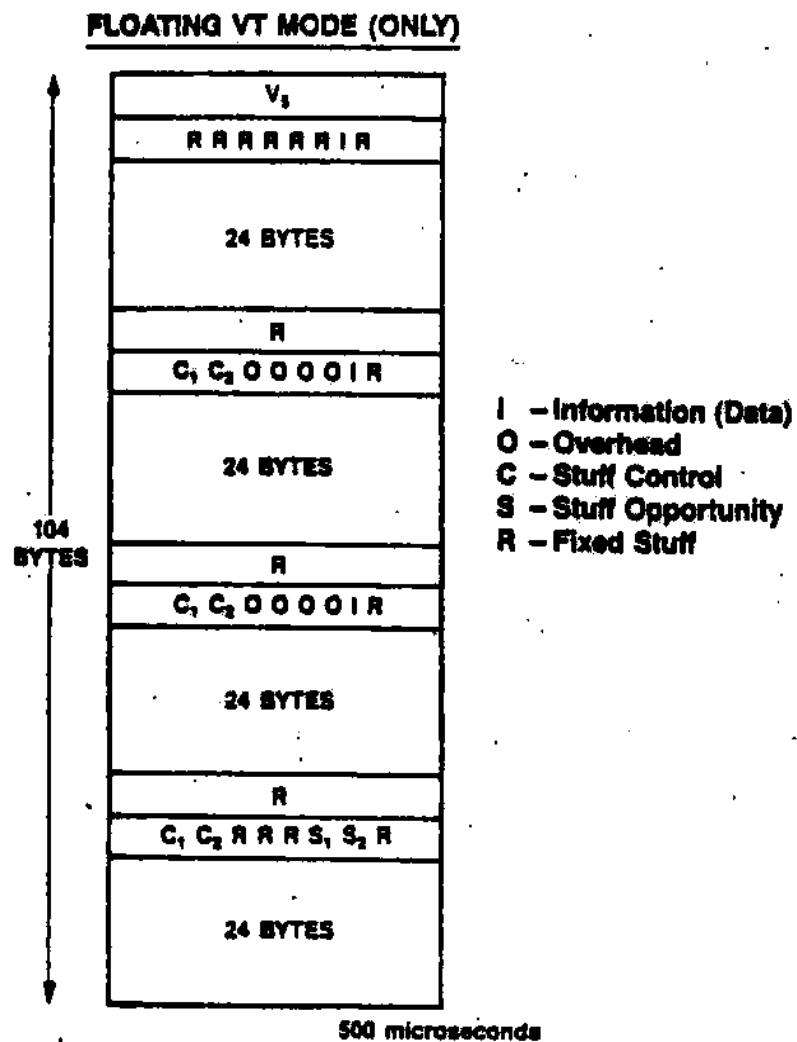 FLOATING VT MODE (ONLY)
V₅
R R R R R R I R
24 BYTES
R
C₁ C₂ O O O O I R
24 BYTES
R
C₁ C₂ O O O O I R
24 BYTES
R
C₁ C₂ R R R S₁ S₂ R
24 BYTES
104
BYTES
I – Information (Data)
O – Overhead
C – Stuff Control
S – Stuff Opportunity
R – Fixed Stuff
500 microseconds